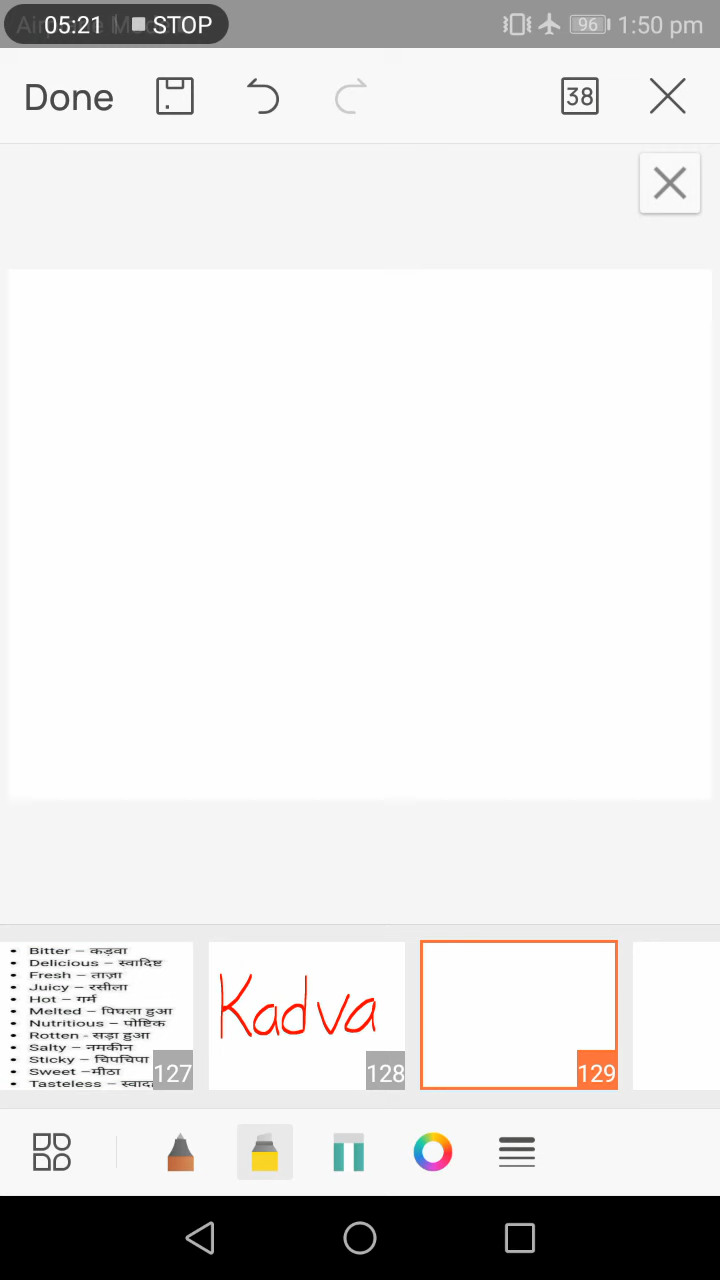 05:21 STOP 96 1:50 pm
Done 38
• Bitter – कड़वा
• Delicious – स्वादिष्ट
• Fresh – ताज़ा
• Juicy – रसीला
• Hot – गर्म
• Melted – पिघला हुआ
• Nutritious – पोष्टिक
• Rotten - सड़ा हुआ
• Salty – नमकीन
• Sticky – चिपचिपा
• Sweet –मीठा
• Tasteless –
127
Kadva
128
129